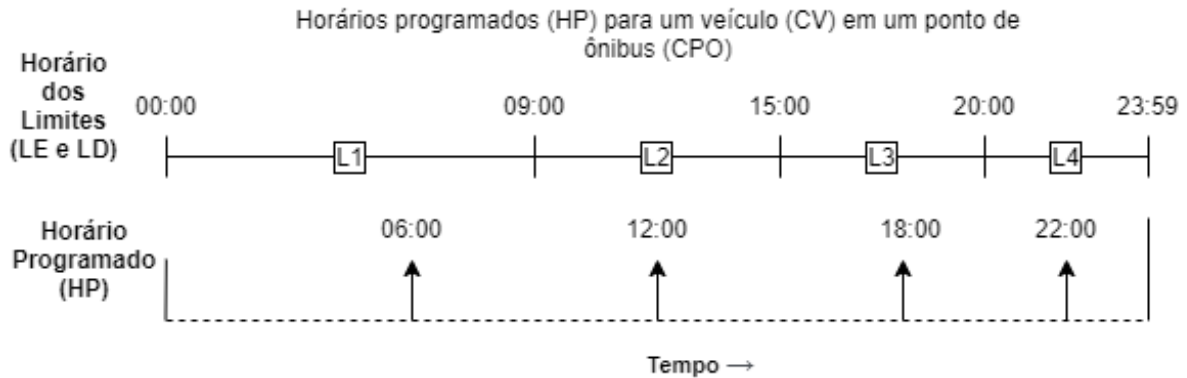 Horários programados (HP) para um veículo (CV) em um ponto de
ônibus (CPO)
Horário
dos
Limites
(LE e LD)
00:00 09:00 15:00 20:00 23:59
L1 L2 L3 L4
Horário
Programado
(HP)
06:00 12:00 18:00 22:00
Tempo →